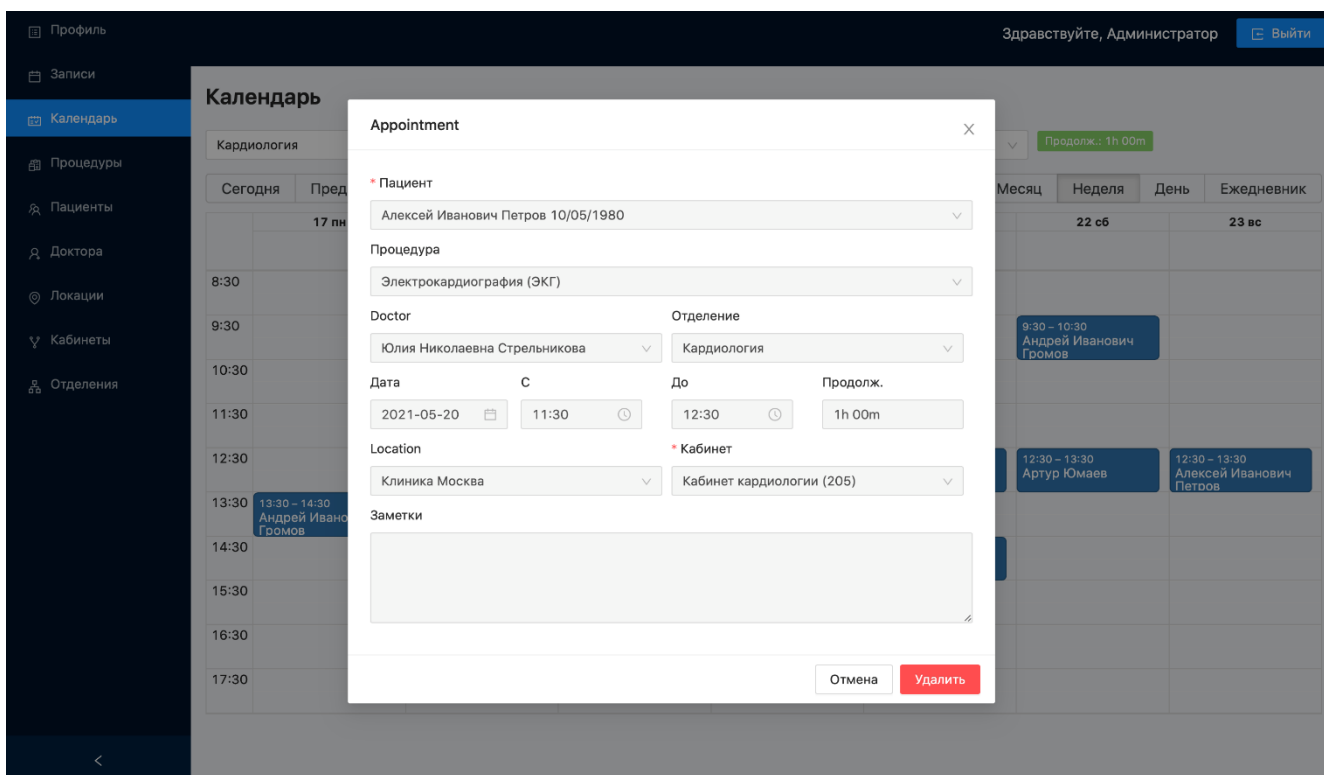 Профиль
Здравствуйте, Администратор
Выйти
Записи
Календарь
Процедуры
Пациенты
Доктора
Локации
Кабинеты
Отделения
Календарь
Кардиология
Продолж.: 1h 00m
Сегодня
Пред
Месяц
Неделя
День
Ежедневник
17 пн
22 сб
23 вс
8:30
9:30
10:30
11:30
12:30
13:30
14:30
15:30
16:30
17:30
13:30 – 14:30
Андрей Ивано
Громов
9:30 – 10:30
Андрей Иванович
Громов
12:30 – 13:30
Артур Юмаев
12:30 – 13:30
Алексей Иванович
Петров
Appointment
* Пациент
Алексей Иванович Петров 10/05/1980
Процедура
Электрокардиография (ЭКГ)
Doctor
Отделение
Юлия Николаевна Стрельникова
Кардиология
Дата
С
До
Продолж.
2021-05-20
11:30
12:30
1h 00m
Location
* Кабинет
Клиника Москва
Кабинет кардиологии (205)
Заметки
Отмена
Удалить